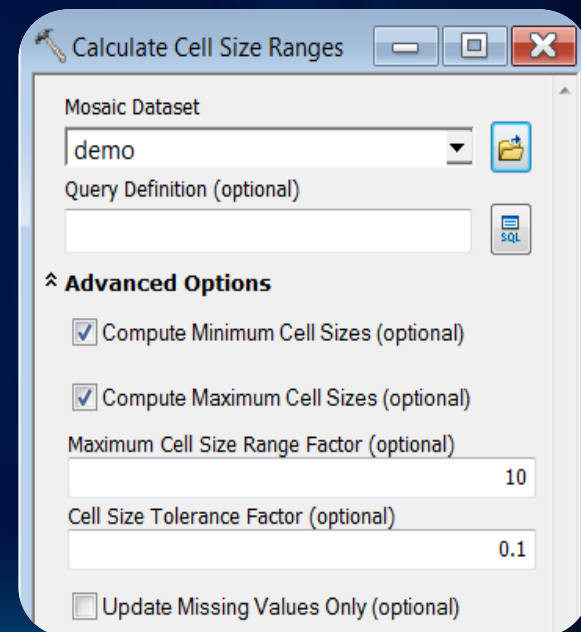 Calculate Cell Size Ranges
Mosaic Dataset
demo
Query Definition (optional)
SQL
Advanced Options
Compute Minimum Cell Sizes (optional)
Compute Maximum Cell Sizes (optional)
Maximum Cell Size Range Factor (optional)
10
Cell Size Tolerance Factor (optional)
0.1
Update Missing Values Only (optional)